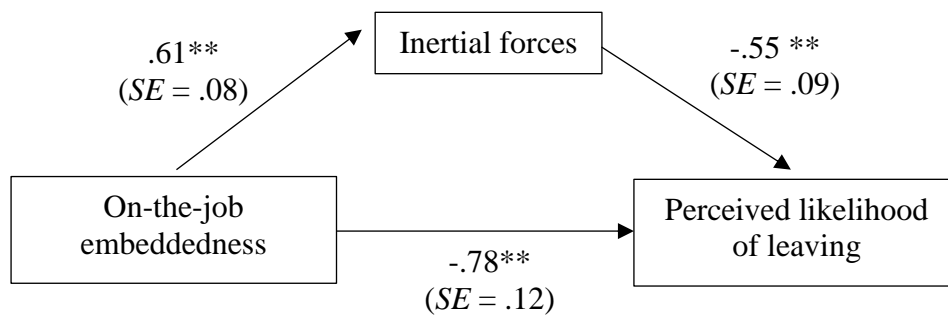 .61**
(SE = .08)
Inertial forces
-.55 **
(SE = .09)
On-the-job
embeddedness
Perceived likelihood
of leaving
-.78**
(SE = .12)